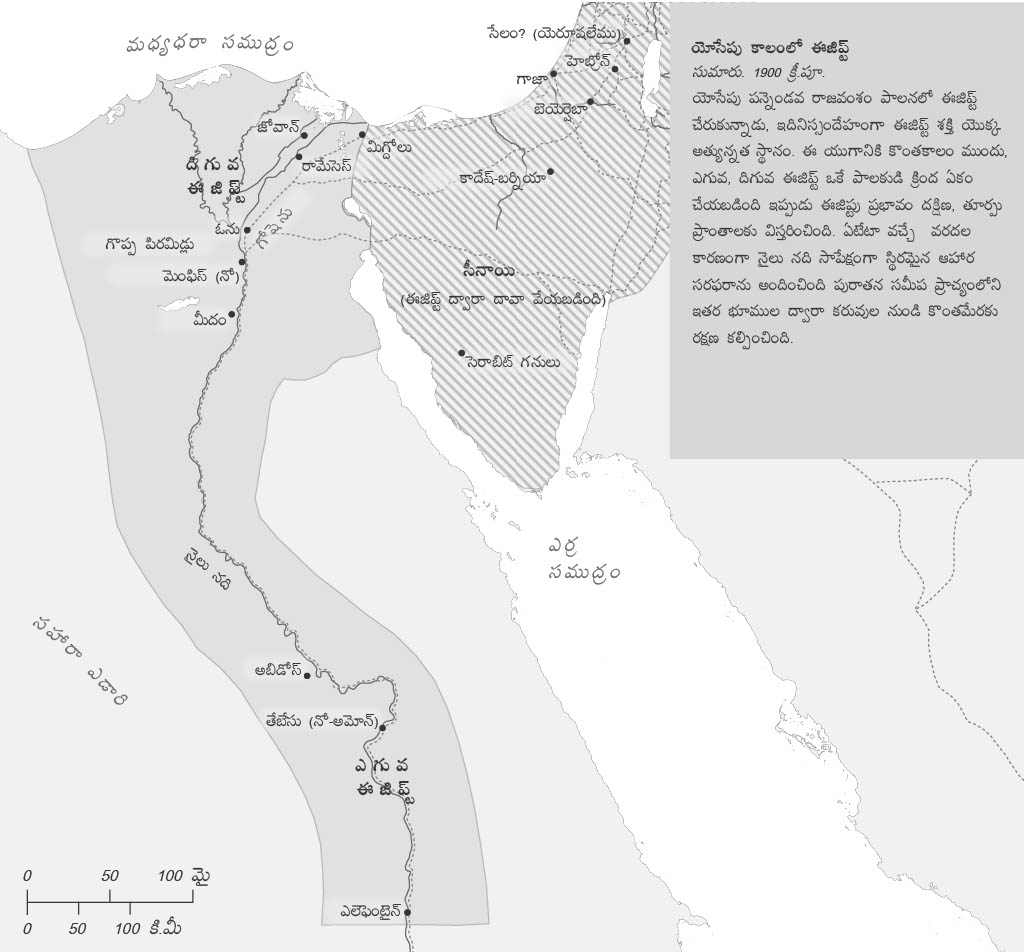 మధ్యధరా సముద్రం
సేలం? (యెరూషలేము)
హెబ్రోన్
గాజా
బెయెర్షెబా
జోవాన్
మిగ్దోలు
రామేసెస్
దిగువ
ఈజిప్ట్
కాదేష్-బర్నియా
ఓను
గోషెను
గొప్ప పిరమిడ్లు
మెంఫిస్ (నో)
మీదం
సీనాయి
(ఈజిప్ట్ ద్వారా దావా వేయబడింది)
సెరాబిట్ గనులు
ఎర్ర
సముద్రం
నైలు నది
సహారా ఎడారి
అబీడోస్
తేబేసు (నో-అమోన్)
ఎగువ
ఈజిప్ట్
ఎలెఫెంటైన్
0 50 100 మై
0 50 100 కి.మీ
యోసేపు కాలంలో ఈజిప్ట్
సుమారు. 1900 క్రీ.పూ.
యోసేపు పన్నెండవ రాజవంశం పాలనలో ఈజిప్ట్
చేరుకున్నాడు, ఇదినిస్సందేహంగా ఈజిప్ట్ శక్తి యొక్క
అత్యున్నత స్థానం. ఈ యుగానికి కొంతకాలం ముందు,
ఎగువ, దిగువ ఈజిప్ట్ ఒకే పాలకుడి క్రింద ఏకం
చేయబడింది ఇప్పుడు ఈజిప్టు ప్రభావం దక్షిణ, తూర్పు
ప్రాంతాలకు విస్తరించింది. ఏటేటా వచ్చే వరదల
కారణంగా నైలు నది సాపేక్షంగా స్థిరమైన ఆహార
సరఫరాను అందించింది పురాతన సమీప ప్రాచ్యంలోని
ఇతర భూముల ద్వారా కరువుల నుండి కొంతమేరకు
రక్షణ కల్పించింది.